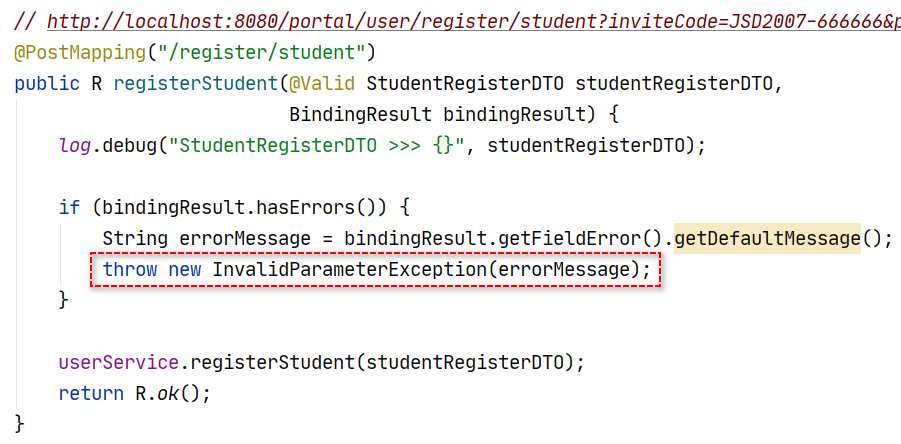 // http://localhost:8080/portal/user/register/student?inviteCode=JSD2007-666666&p
@PostMapping("/register/student")
public R registerStudent(@Valid StudentRegisterDTO studentRegisterDTO,
BindingResult bindingResult) {
log.debug("StudentRegisterDTO >>> {}", studentRegisterDTO);
if (bindingResult.hasErrors()) {
String errorMessage = bindingResult.getFieldError().getDefaultMessage();
throw new InvalidParameterException(errorMessage);
}
userService.registerStudent(studentRegisterDTO);
return R.ok();
}